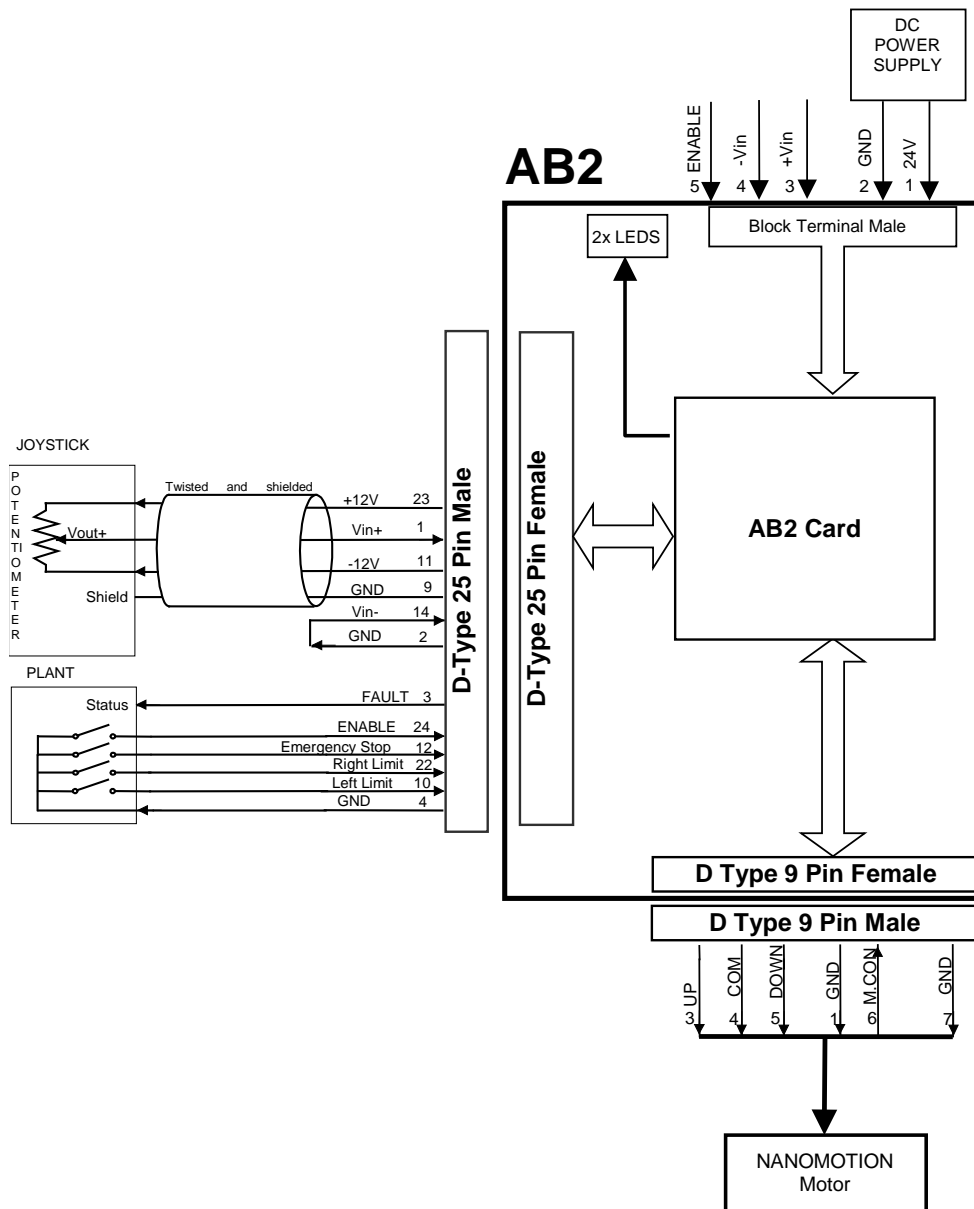 DC
POWER
SUPPLY
ENABLE
-Vin
+Vin
GND
24V
5
4
3
2
1
AB2
Block Terminal Male
2x LEDS
AB2 Card
D-Type 25 Pin Male
D-Type 25 Pin Female
JOYSTICK
POTENTIOMETER
Twisted and shielded
Vout+
Shield
+12V 23
Vin+ 1
-12V 11
GND 9
Vin- 14
GND 2
PLANT
Status
FAULT 3
ENABLE 24
Emergency Stop 12
Right Limit 22
Left Limit 10
GND 4
D Type 9 Pin Female
D Type 9 Pin Male
UP
COM
DOWN
GND
M.CON
GND
3
4
5
1
6
7
NANOMOTION
Motor